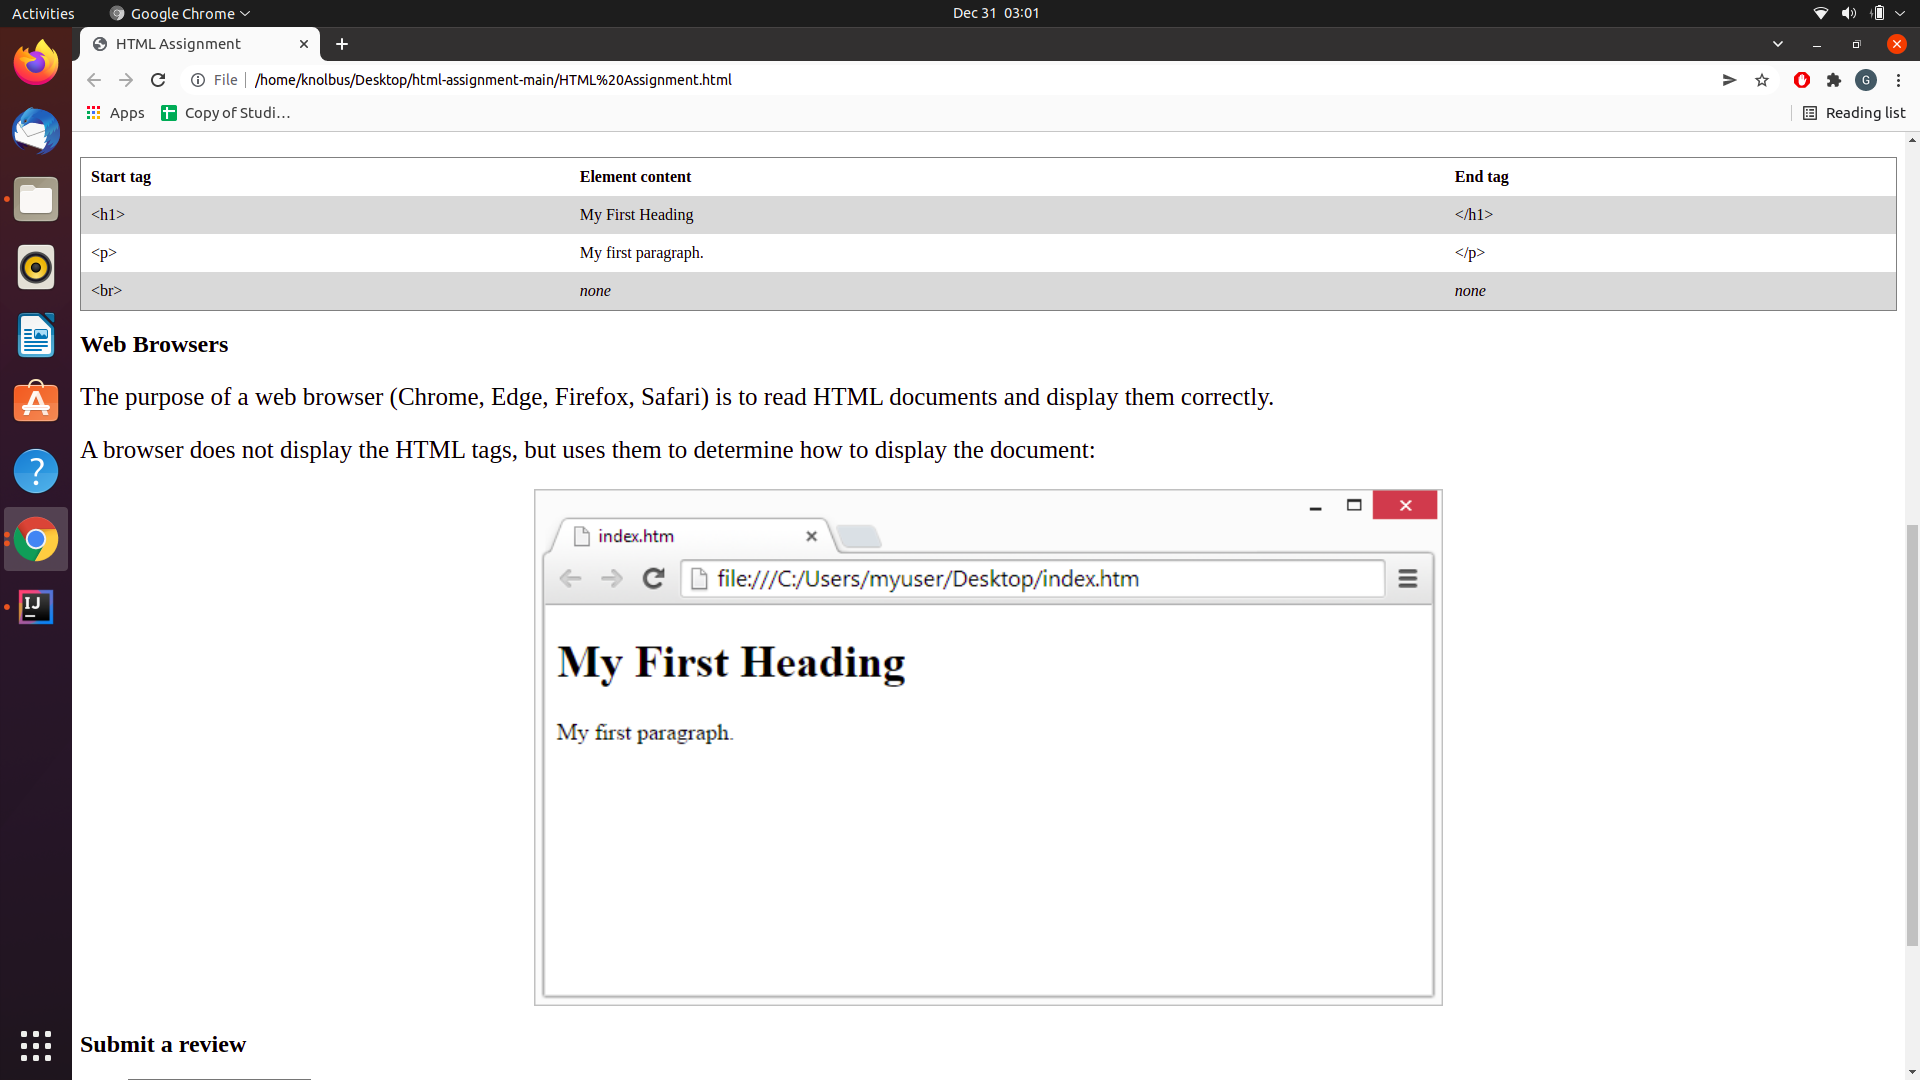 Activities Google Chrome Dec 31 03:01
HTML Assignment
File /home/knolbus/Desktop/html-assignment-main/HTML%20Assignment.html G
Apps Copy of Studi… Reading list
Start tag Element content End tag
<h1> My First Heading </h1>
<p> My first paragraph. </p>
<br> none none
Web Browsers
The purpose of a web browser (Chrome, Edge, Firefox, Safari) is to read HTML documents and display them correctly.
A browser does not display the HTML tags, but uses them to determine how to display the document:
index.htm
file:///C:/Users/myuser/Desktop/index.htm
IJ
My First Heading
My first paragraph.
Submit a review